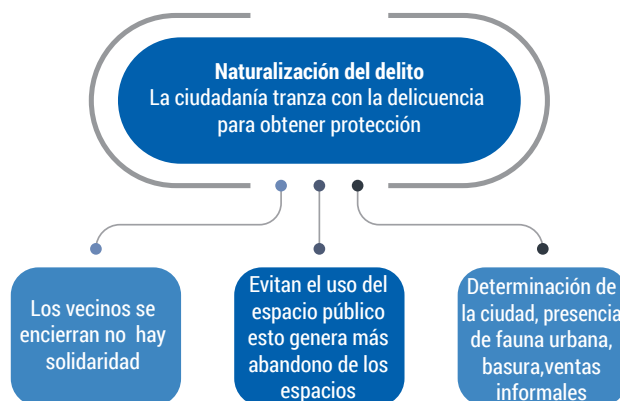 Naturalización del delito
La ciudadanía tranza con la delicuencia
para obtener protección
Los vecinos se
encierran no hay
solidaridad
Evitan el uso del
espacio público
esto genera más
abandono de los
espacios
Determinación de
la ciudad, presencia
de fauna urbana,
basura,ventas
informales